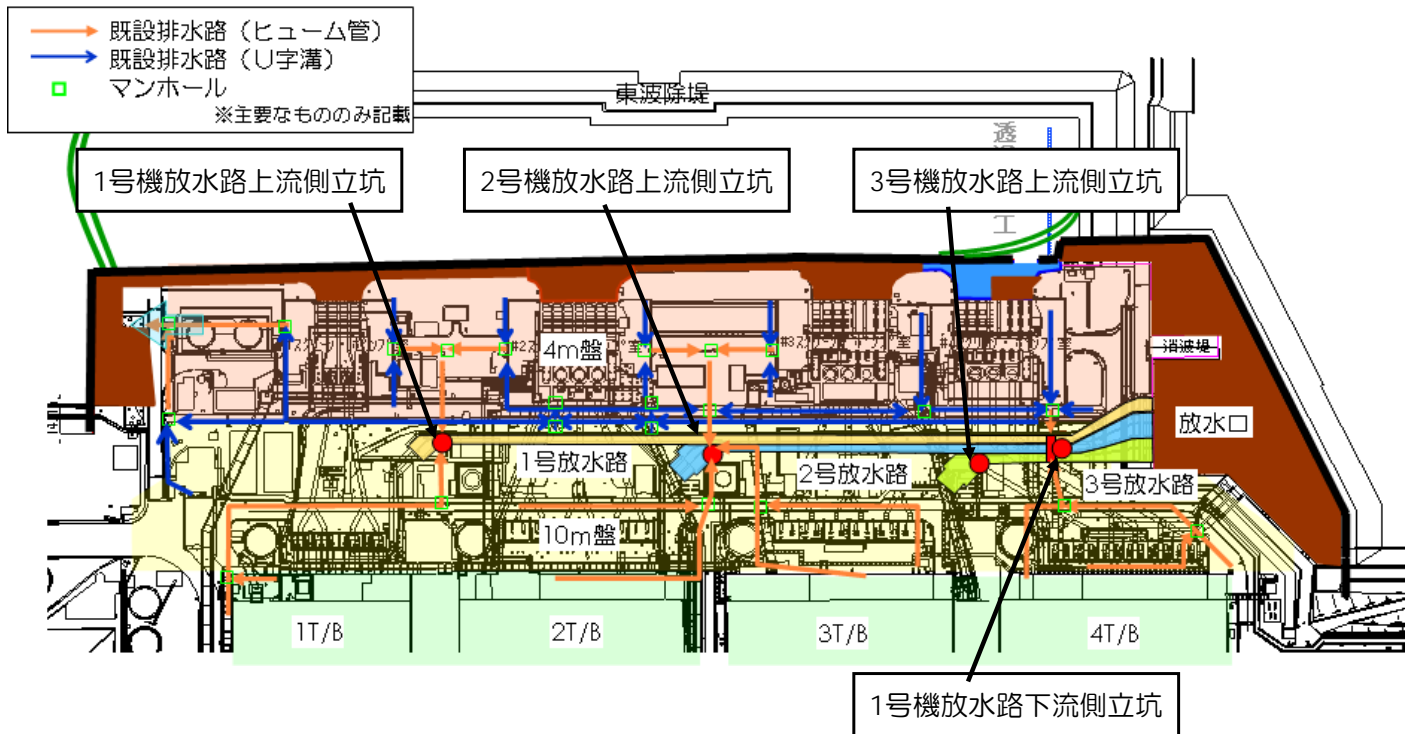 既設排水路（ヒューム管）
既設排水路（U字溝）
マンホール
※主要なもののみ記載
東波除堤
1号機放水路上流側立坑
2号機放水路上流側立坑
3号機放水路上流側立坑
透
工
4m盤
消波堤
放水口
1号放水路
2号放水路
3号放水路
10m盤
1T/B
2T/B
3T/B
4T/B
1号機放水路下流側立坑